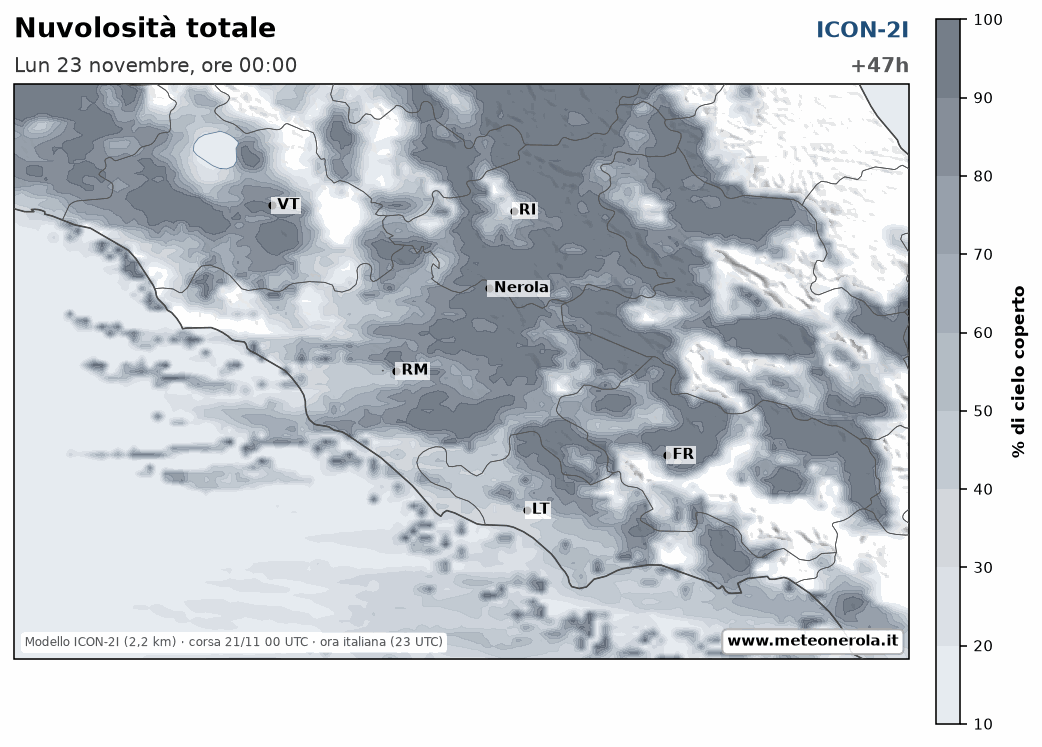 Nuvolosità totale
ICON-2I
Lun 23 novembre, ore 00:00
+47h
100
90
80
70
60
50
40
30
20
10
% di cielo coperto
VT
RI
Nerola
RM
FR
LT
Modello ICON-2I (2,2 km) · corsa 21/11 00 UTC · ora italiana (23 UTC)
www.meteonerola.it